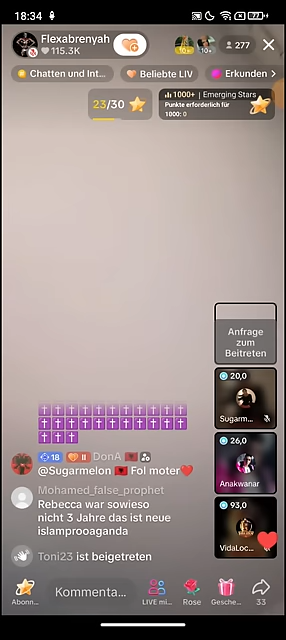 18:34
77
Flexabrenyah
115.3K
10+
10+
277
Chatten und Int...
Beliebte LIV
Erkunden
23/30
1000+ | Emerging Stars
Punkte erforderlich für
1000: 0
Anfrage
zum
Beitreten
20,0
Sugarm...
26,0
Anakwanar
93,0
VidaLoc...
✝️✝️✝️✝️✝️✝️✝️✝️✝️✝️✝️✝️
✝️✝️✝️✝️✝️✝️✝️✝️✝️✝️✝️✝️
✝️✝️✝️
18 II DonA 🇦🇱
@Sugarmelon 🇦🇱 Fol moter❤️
Mohamed_false_prophet
Rebecca war sowieso
nicht 3 Jahre das ist neue
islamprooaganda
Toni23 ist beigetreten
Abonn...
Kommenta...
LIVE mi...
Rose
Gesche...
33